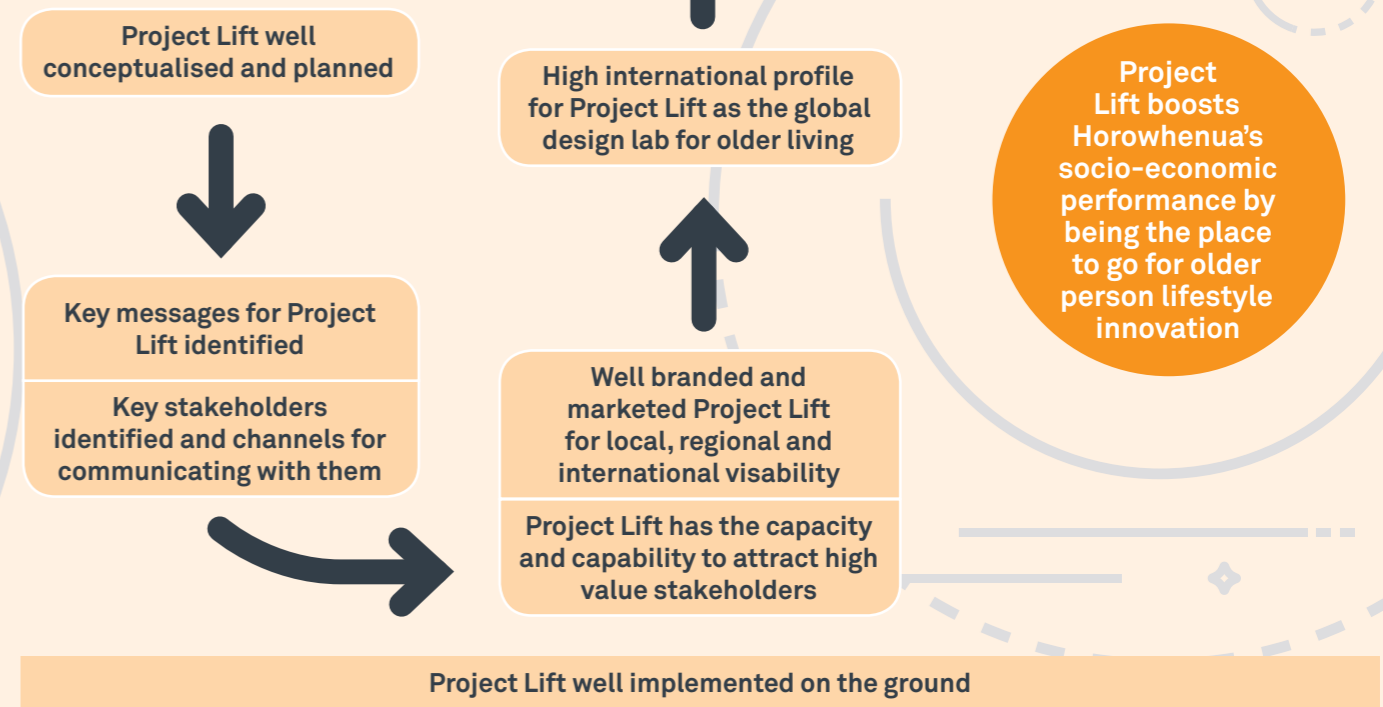 Project Lift well
conceptualised and planned
Key messages for Project
Lift identified
Key stakeholders
identified and channels for
communicating with them
High international profile
for Project Lift as the global
design lab for older living
Well branded and
marketed Project Lift
for local, regional and
international visability
Project Lift has the capacity
and capability to attract high
value stakeholders
Project
Lift boosts
Horowhenua’s
socio-economic
performance by
being the place
to go for older
person lifestyle
innovation
Project Lift well implemented on the ground